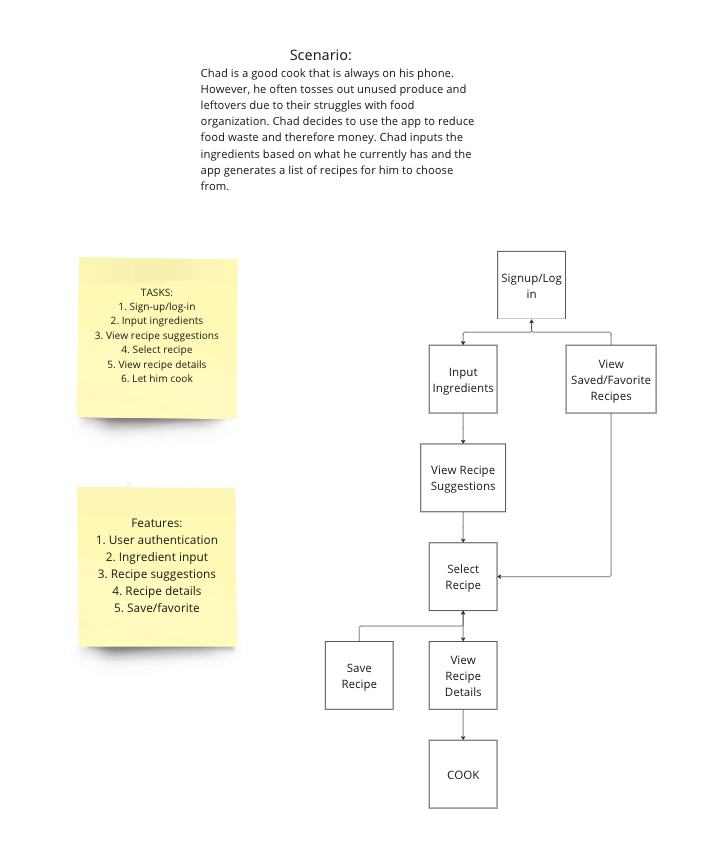 Scenario:
Chad is a good cook that is always on his phone.
However, he often tosses out unused produce and
leftovers due to their struggles with food
organization. Chad decides to use the app to reduce
food waste and therefore money. Chad inputs the
ingredients based on what he currently has and the
app generates a list of recipes for him to choose
from.
TASKS:
1. Sign-up/log-in
2. Input ingredients
3. View recipe suggestions
4. Select recipe
5. View recipe details
6. Let him cook
Features:
1. User authentication
2. Ingredient input
3. Recipe suggestions
4. Recipe details
5. Save/favorite
Signup/Log
in
Input
Ingredients
View
Saved/Favorite
Recipes
View Recipe
Suggestions
Select
Recipe
Save
Recipe
View
Recipe
Details
COOK